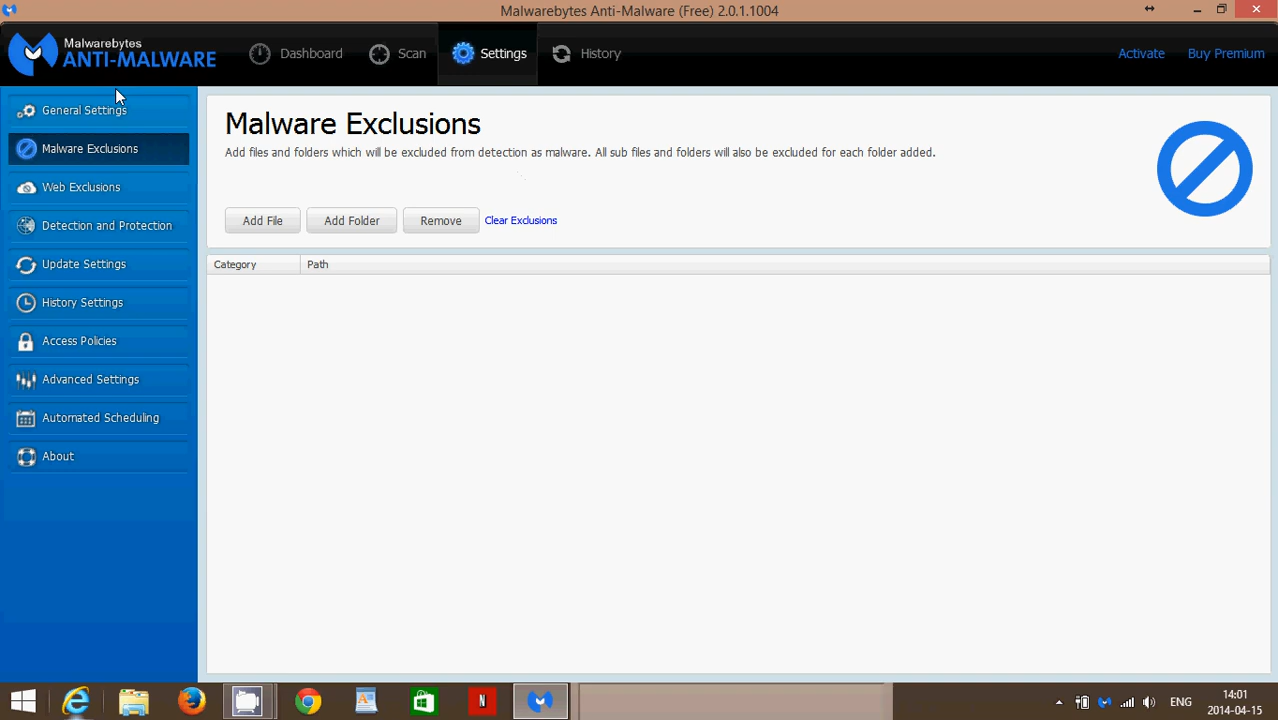 Malwarebytes Anti-Malware (Free) 2.0.1.1004
Malwarebytes
ANTI-MALWARE
Dashboard
Scan
Settings
History
Activate
Buy Premium
General Settings
Malware Exclusions
Web Exclusions
Detection and Protection
Update Settings
History Settings
Access Policies
Advanced Settings
Automated Scheduling
About
Malware Exclusions
Add files and folders which will be excluded from detection as malware. All sub files and folders will also be excluded for each folder added.
Add File
Add Folder
Remove
Clear Exclusions
Category
Path
N
ENG
14:01
2014-04-15